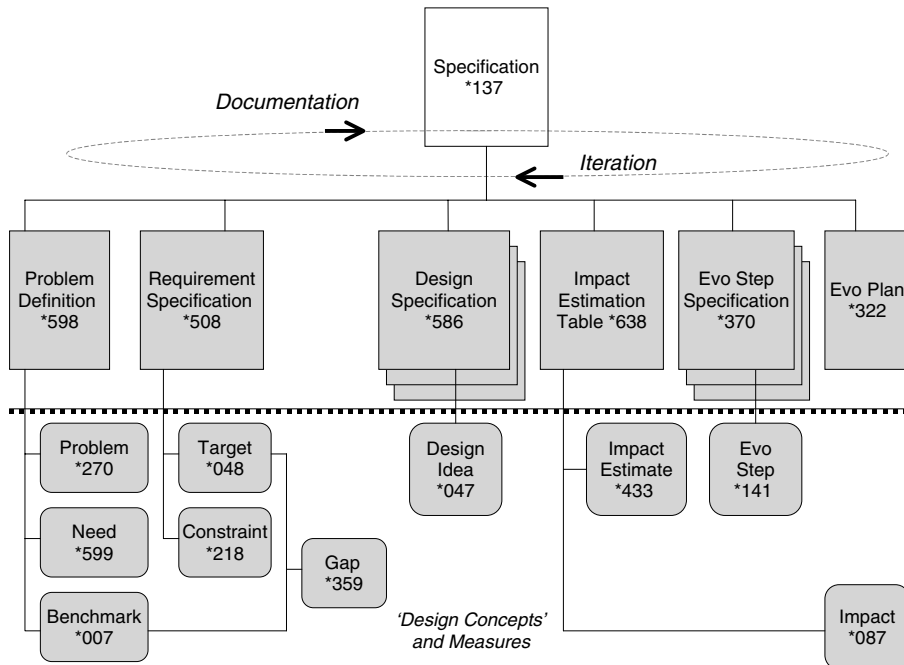 Specification
*137
Documentation
Iteration
Problem
Definition
*598
Requirement
Specification
*508
Design
Specification
*586
Impact
Estimation
Table *638
Evo Step
Specification
*370
Evo Plan
*322
Problem
*270
Target
*048
Design
Idea
*047
Impact
Estimate
*433
Evo
Step
*141
Need
*599
Constraint
*218
Gap
*359
Benchmark
*007
'Design Concepts'
and Measures
Impact
*087